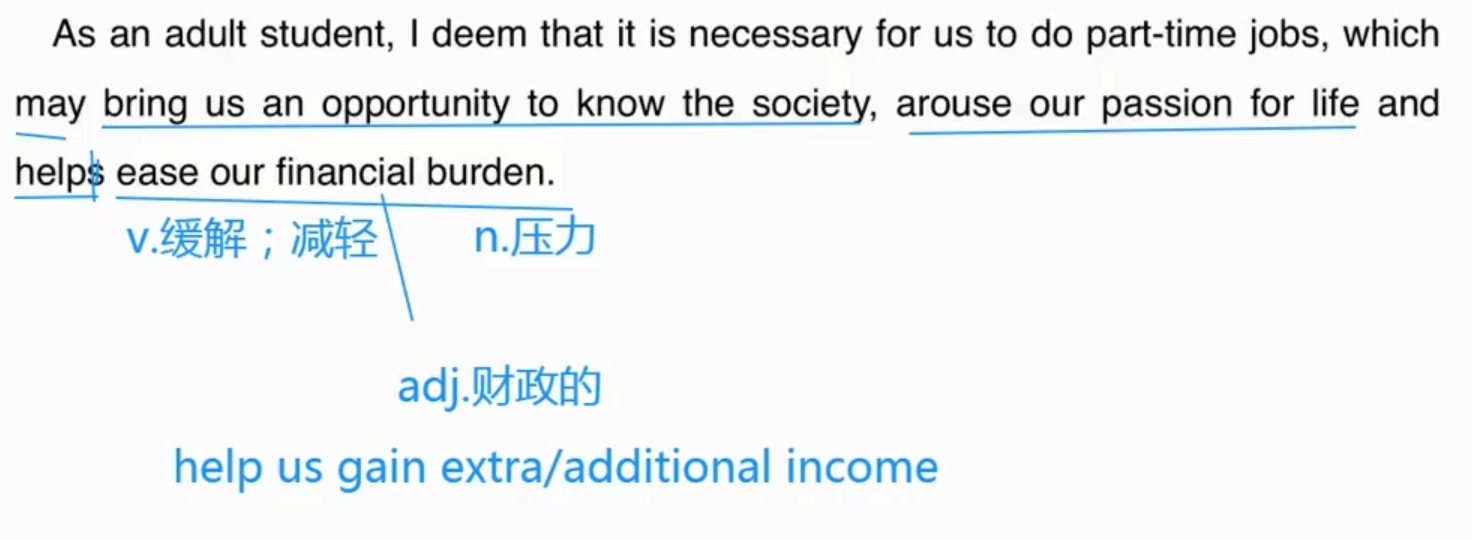 As an adult student, I deem that it is necessary for us to do part-time jobs, which
may bring us an opportunity to know the society, arouse our passion for life and
helps ease our financial burden.
v.缓解；减轻 n.压力
adj.财政的
help us gain extra/additional income